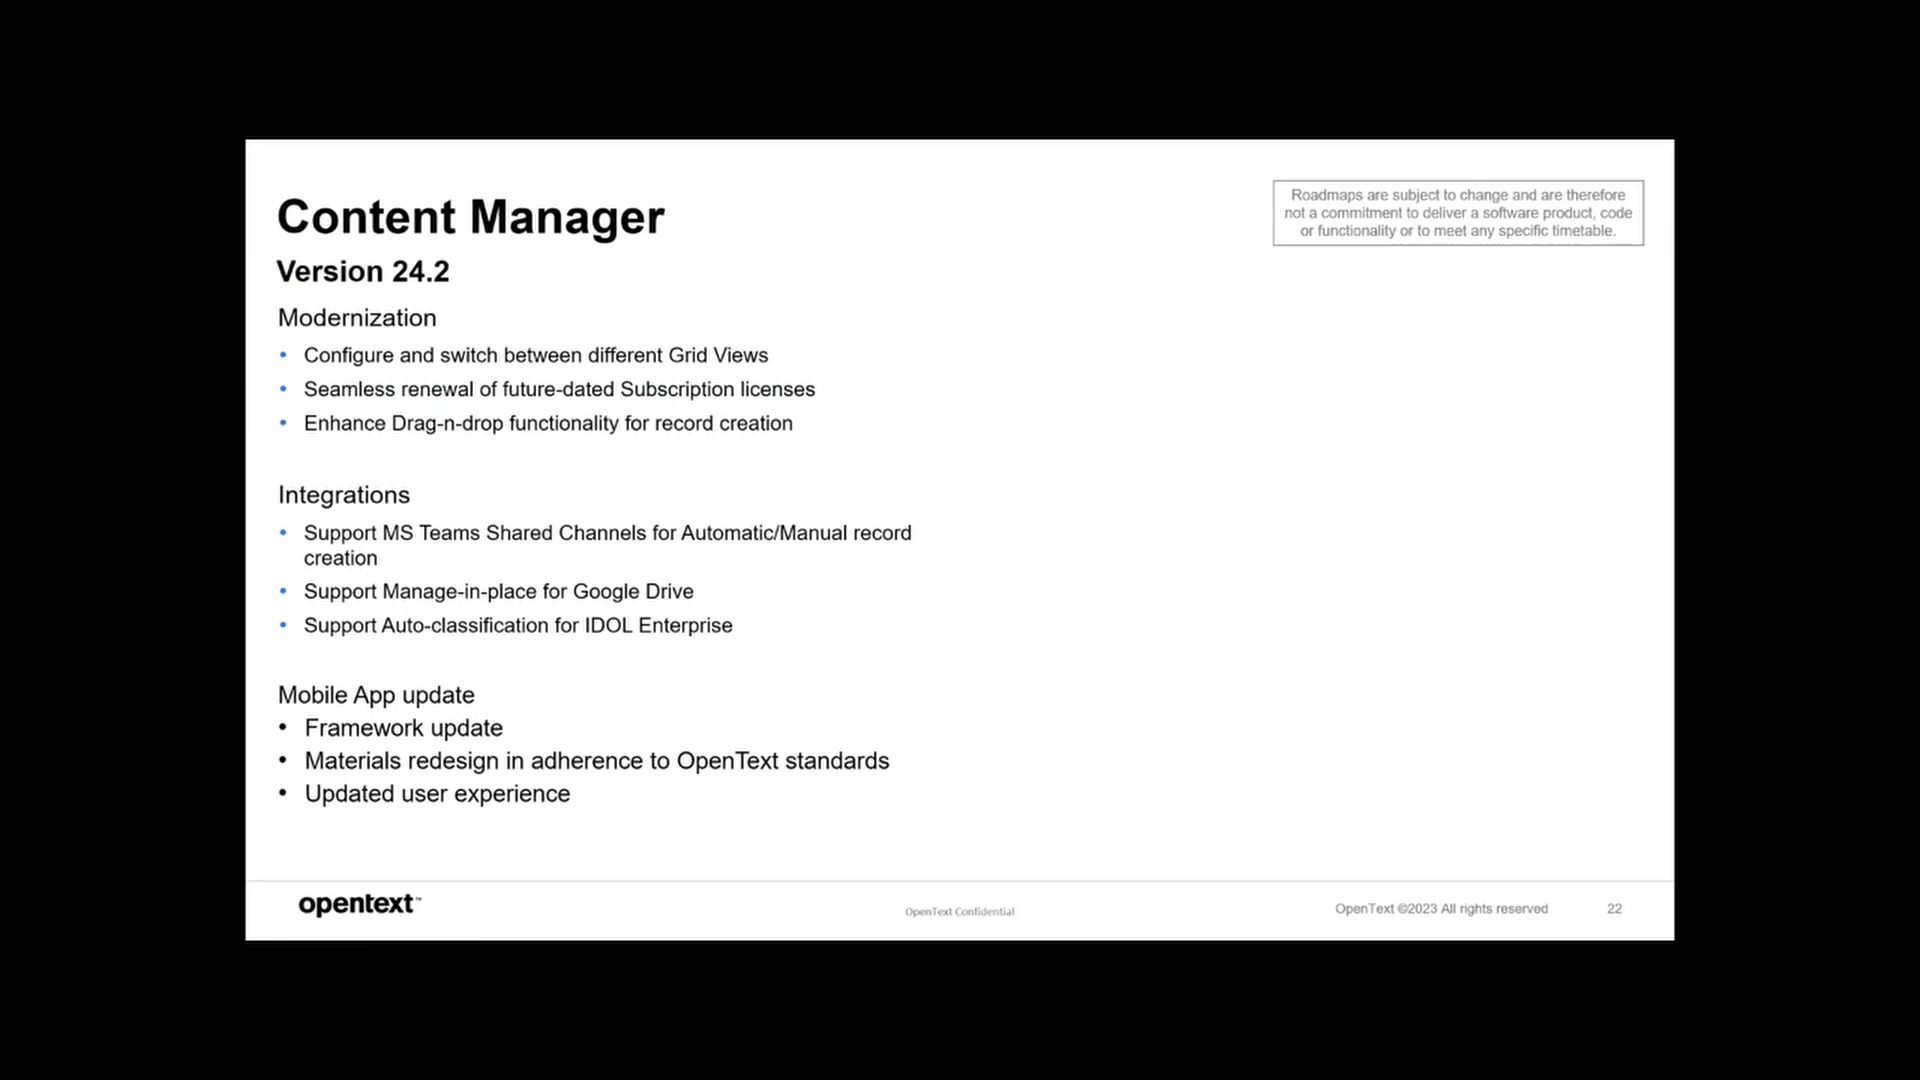 Content Manager
Roadmaps are subject to change and are therefore
not a commitment to deliver a software product, code
or functionality or to meet any specific timetable.
Version 24.2
Modernization
• Configure and switch between different Grid Views
• Seamless renewal of future-dated Subscription licenses
• Enhance Drag-n-drop functionality for record creation
Integrations
• Support MS Teams Shared Channels for Automatic/Manual record
creation
• Support Manage-in-place for Google Drive
• Support Auto-classification for IDOL Enterprise
Mobile App update
• Framework update
• Materials redesign in adherence to OpenText standards
• Updated user experience
opentext™
OpenText Confidential
OpenText ©2023 All rights reserved
22